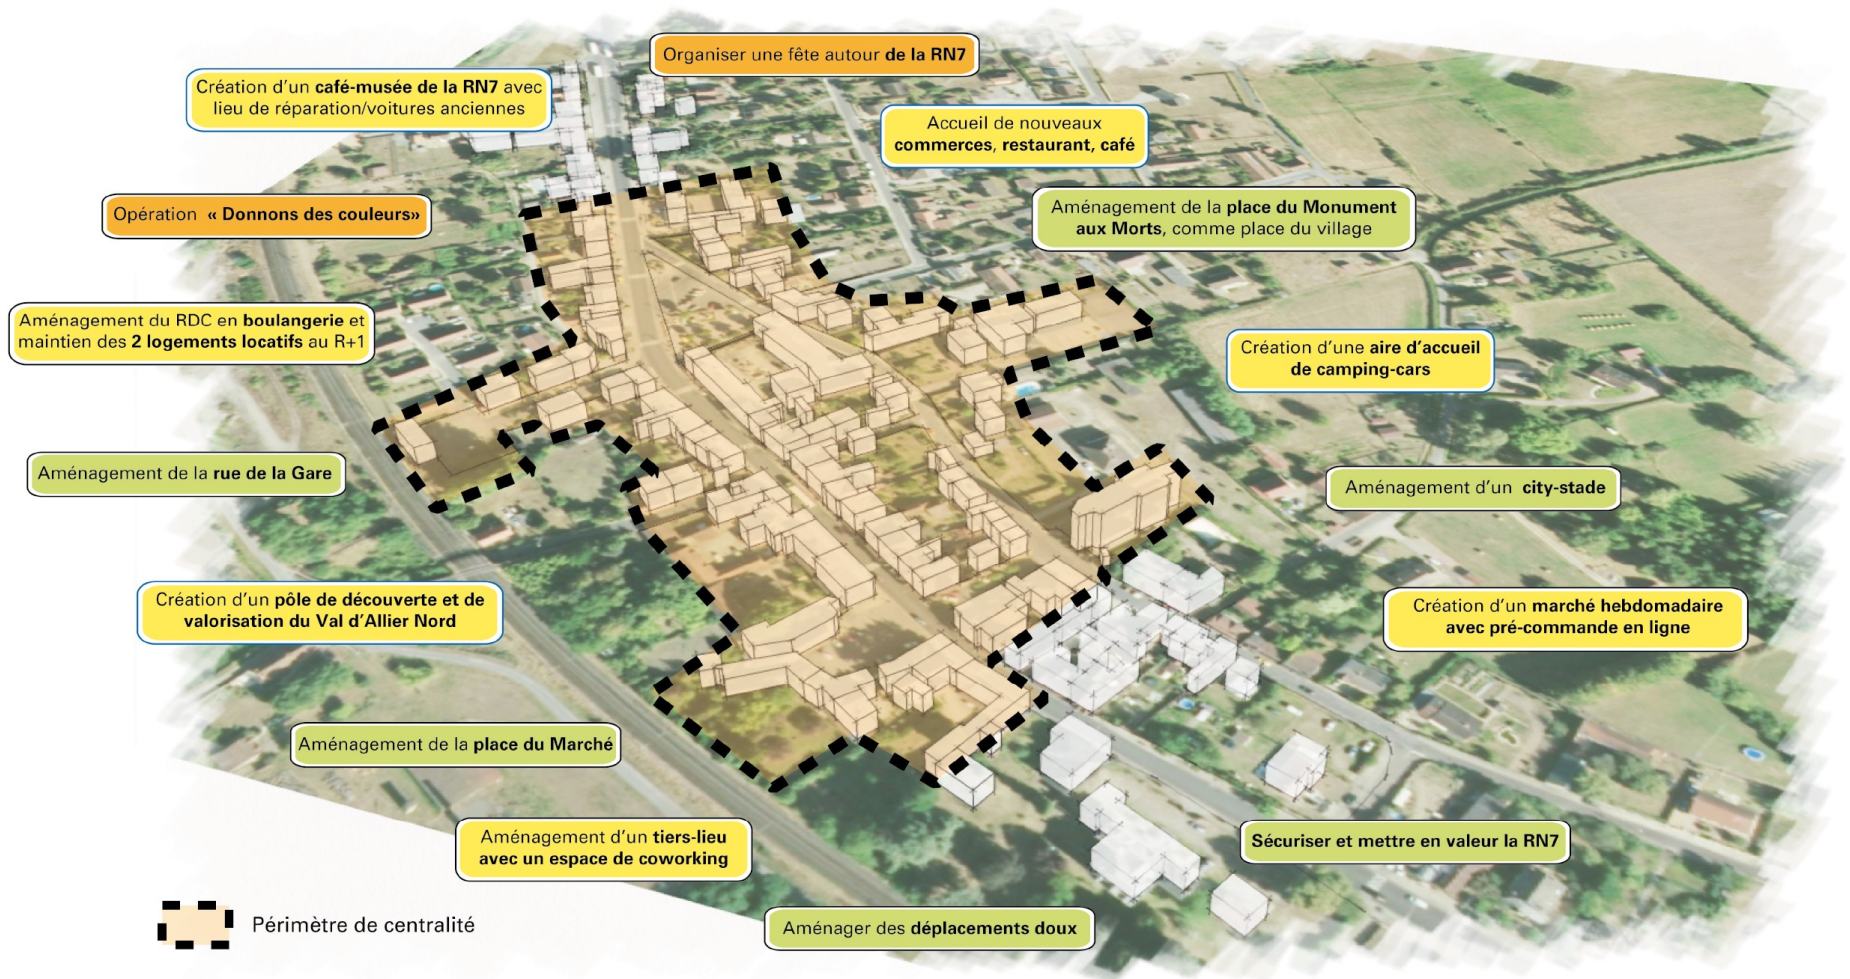 Organiser une fête autour de la RN7
Création d'un café-musée de la RN7 avec
lieu de réparation/voitures anciennes
Accueil de nouveaux
commerces, restaurant, café
Opération « Donnons des couleurs»
Aménagement de la place du Monument
aux Morts, comme place du village
Aménagement du RDC en boulangerie et
maintien des 2 logements locatifs au R+1
Création d'une aire d'accueil
de camping-cars
Aménagement de la rue de la Gare
Aménagement d'un city-stade
Création d'un pôle de découverte et de
valorisation du Val d'Allier Nord
Création d'un marché hebdomadaire
avec pré-commande en ligne
Aménagement de la place du Marché
Aménagement d'un tiers-lieu
avec un espace de coworking
Sécuriser et mettre en valeur la RN7
Périmètre de centralité
Aménager des déplacements doux